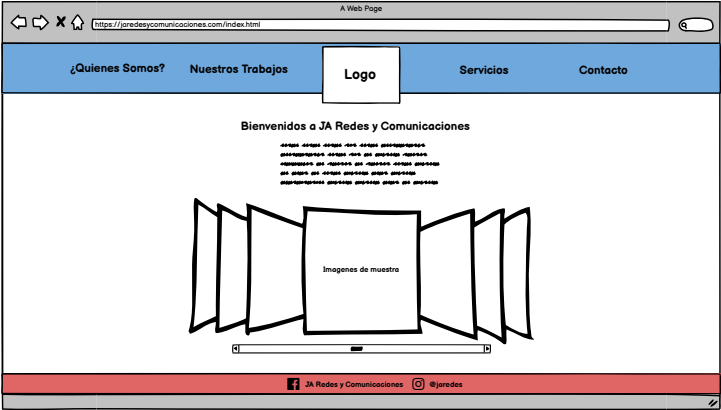 A Web Page
https://jaredesycomunicaciones.com/index.html
¿Quienes Somos? Nuestros Trabajos Logo Servicios Contacto
Bienvenidos a JA Redes y Comunicaciones
Imagenes de muestra
JA Redes y Comunicaciones @jaredes